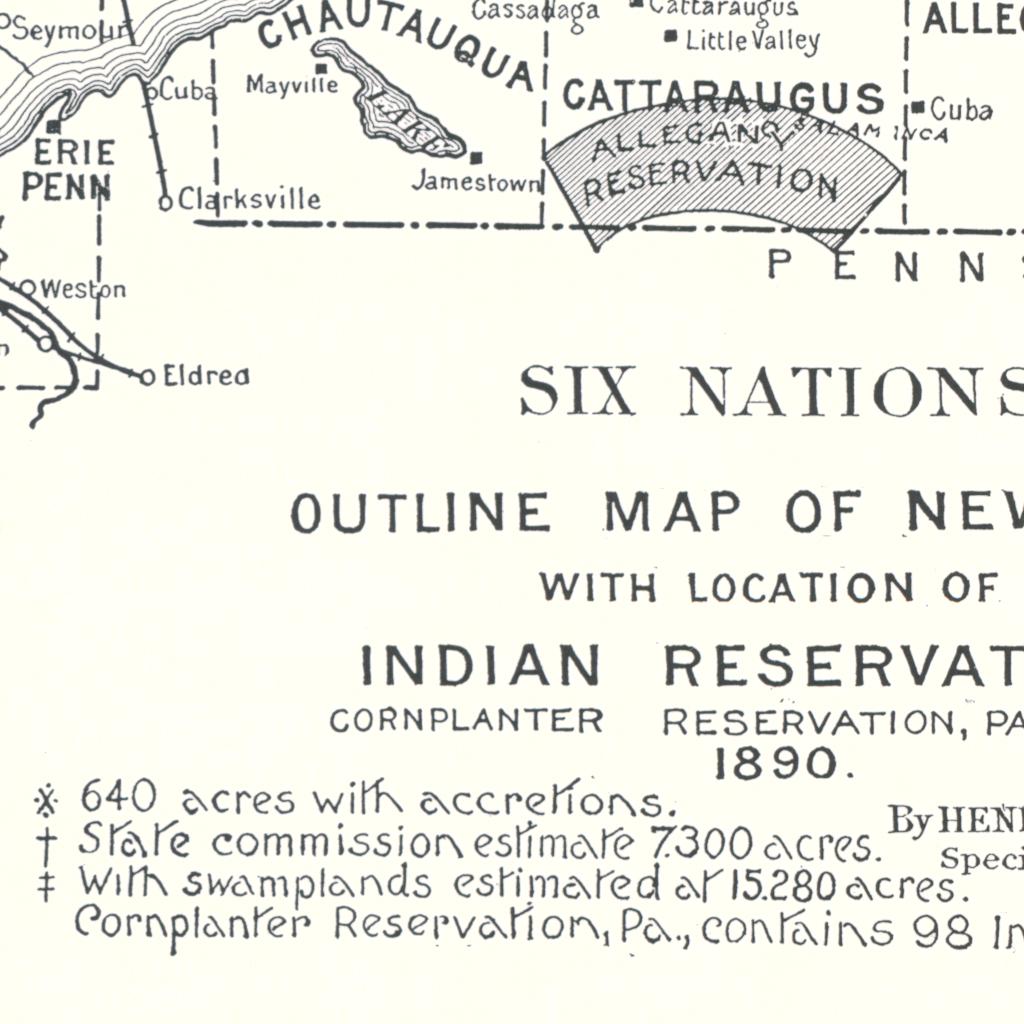 Cassadaga
Cattaraugus
ALLEG
Seymour
CHAUTAUQUA
Little Valley
Cuba
Mayville
CATTARAUGUS
Cuba
LAKE
ALLEGANY
SALAMANCA
ERIE
PENN
Jamestown
RESERVATION
Clarksville
PENNS
Weston
Eldred
SIX NATIONS
OUTLINE MAP OF NEW
WITH LOCATION OF
INDIAN RESERVAT
CORNPLANTER RESERVATION, PA
1890.
※ 640 acres with accretions.
By HENR
† State commission estimate 7.300 acres.
Speci
‡ With swamplands estimated at 15.280 acres.
Cornplanter Reservation, Pa., contains 98 In